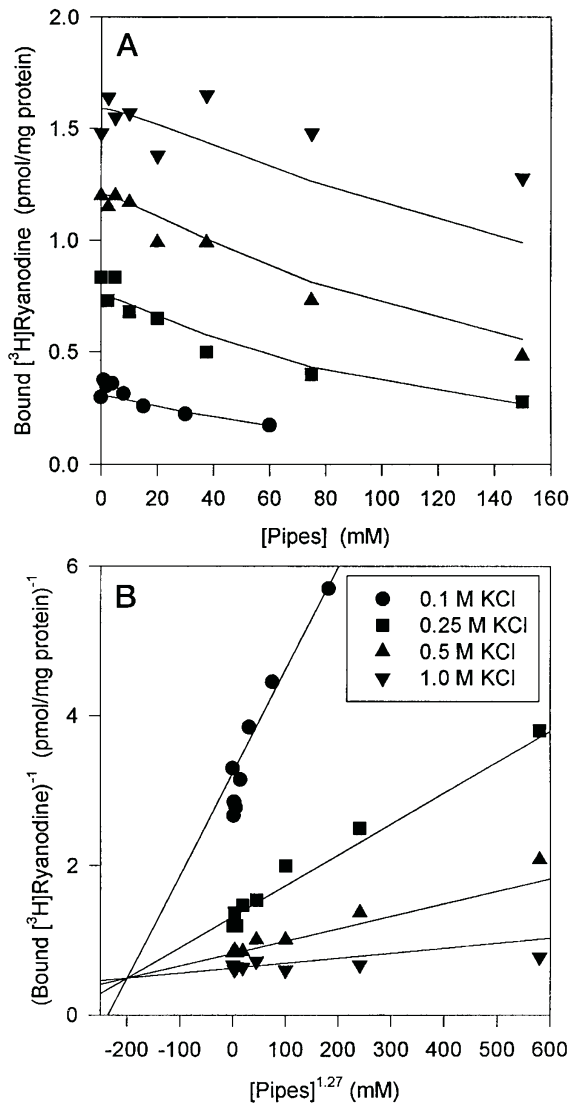 A
2.0
1.5
1.0
0.5
0.0
Bound [³H]Ryanodine (pmol/mg protein)
0 20 40 60 80 100 120 140 160
[Pipes] (mM)
B
6
4
2
0
(Bound [³H]Ryanodine)⁻¹ (pmol/mg protein)⁻¹
0.1 M KCl
0.25 M KCl
0.5 M KCl
1.0 M KCl
-200 -100 0 100 200 300 400 500 600
[Pipes]¹·²⁷ (mM)